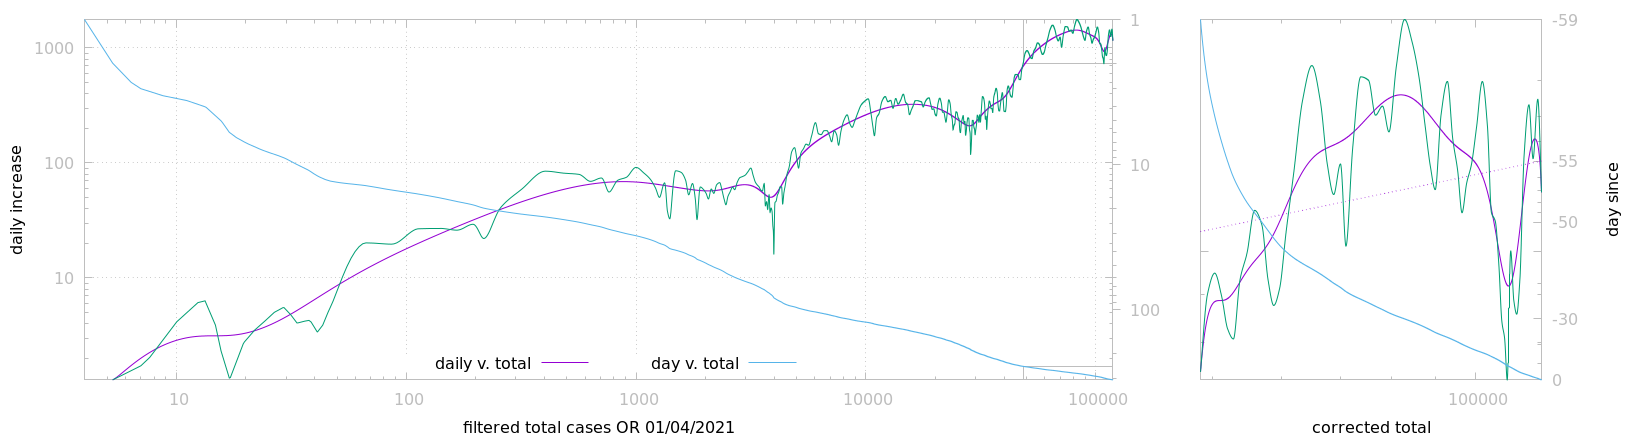 daily increase
1000
100
10
10
100
1000
10000
100000
filtered total cases OR 01/04/2021
daily v. total
day v. total
1
10
100
-59
-55
-50
-30
0
day since
100000
corrected total